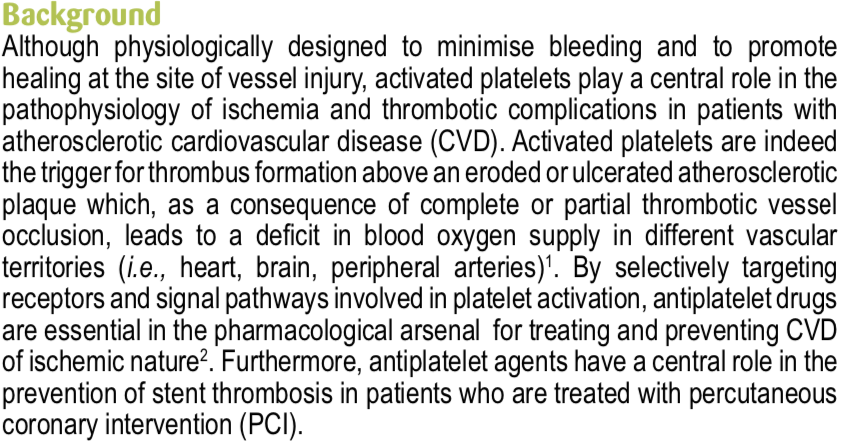 Background
Although physiologically designed to minimise bleeding and to promote
healing at the site of vessel injury, activated platelets play a central role in the
pathophysiology of ischemia and thrombotic complications in patients with
atherosclerotic cardiovascular disease (CVD). Activated platelets are indeed
the trigger for thrombus formation above an eroded or ulcerated atherosclerotic
plaque which, as a consequence of complete or partial thrombotic vessel
occlusion, leads to a deficit in blood oxygen supply in different vascular
territories (i.e., heart, brain, peripheral arteries)¹. By selectively targeting
receptors and signal pathways involved in platelet activation, antiplatelet drugs
are essential in the pharmacological arsenal for treating and preventing CVD
of ischemic nature². Furthermore, antiplatelet agents have a central role in the
prevention of stent thrombosis in patients who are treated with percutaneous
coronary intervention (PCI).